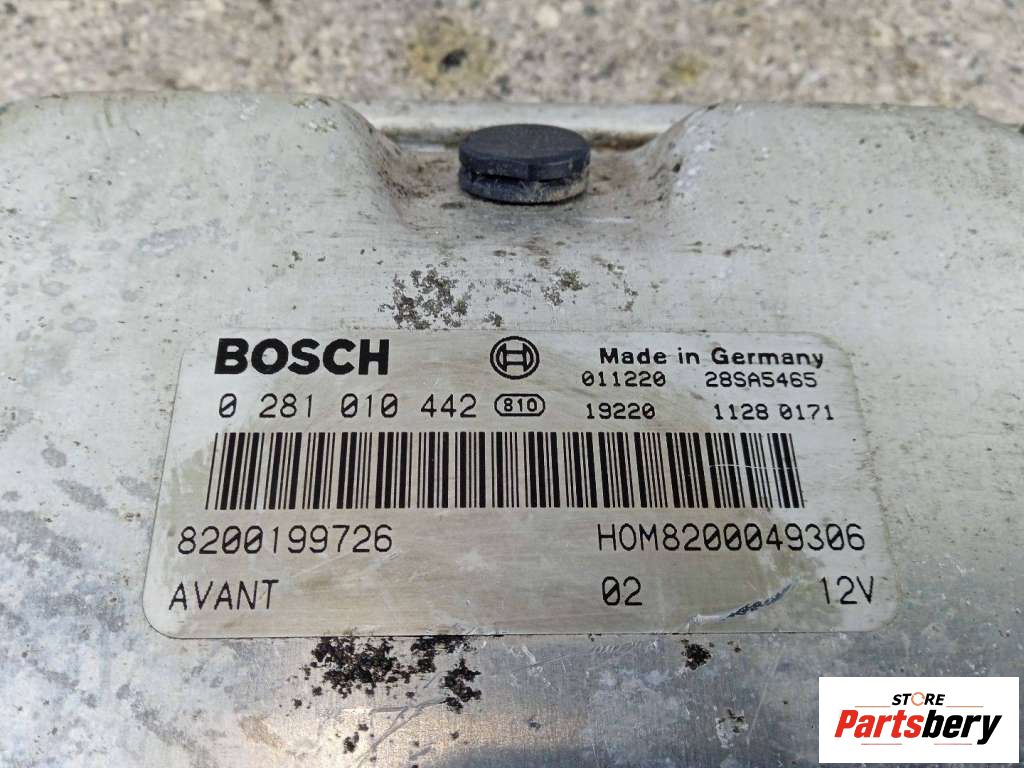 BOSCH Made in Germany
011220 28SA5465
0 281 010 442 810 19220 1128 0171
8200199726 HOM8200049306
AVANT 02 12V
STORE
Partsbery